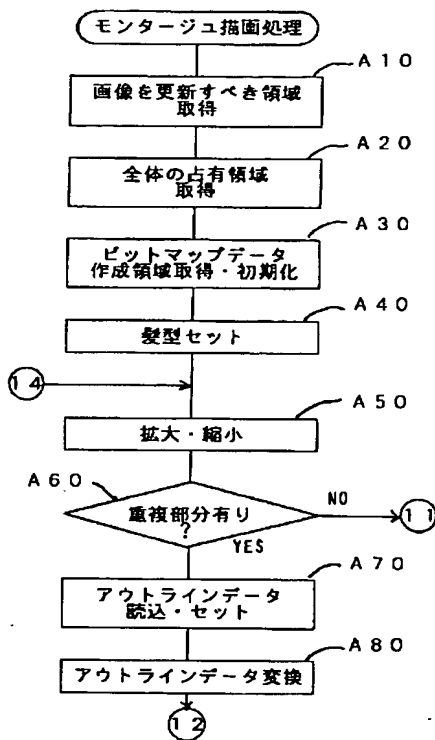 モンタージュ描画処理
A10
画像を更新すべき領域
取得
A20
全体の占有領域
取得
A30
ビットマップデータ
作成領域取得・初期化
A40
髪型セット
14
A50
拡大・縮小
A60
重複部分有り
?
NO
11
YES
A70
アウトラインデータ
読込・セット
A80
アウトラインデータ変換
12